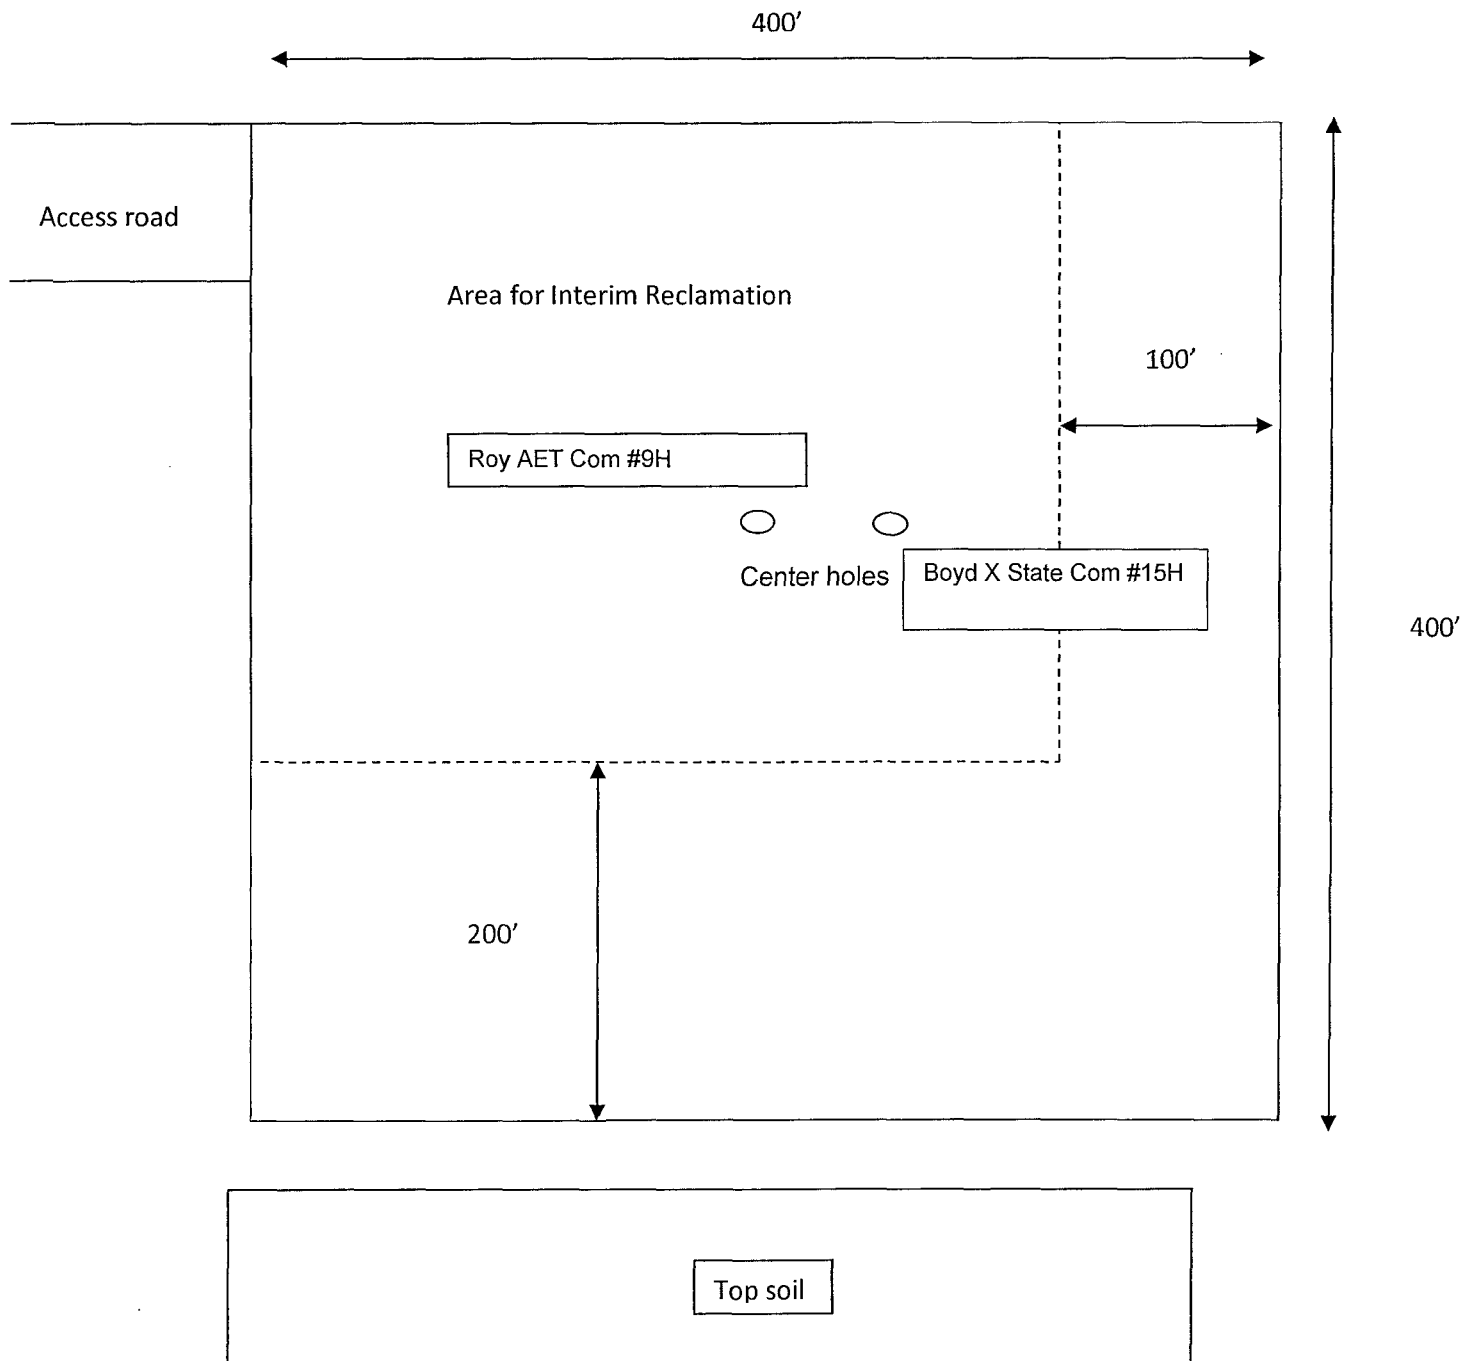 400'
Access road
Area for Interim Reclamation
100'
Roy AET Com #9H
Center holes
Boyd X State Com #15H
400'
200'
Top soil